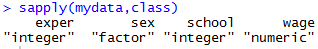 > sapply(mydata,class)
    exper       sex    school      wage
"integer"  "factor" "integer" "numeric"